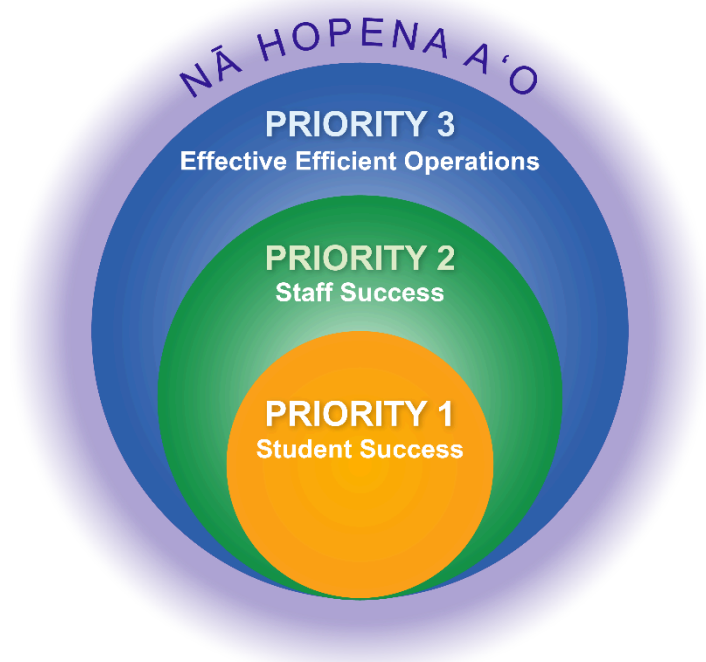 NĀ HOPENA A‘O
PRIORITY 3
Effective Efficient Operations
PRIORITY 2
Staff Success
PRIORITY 1
Student Success